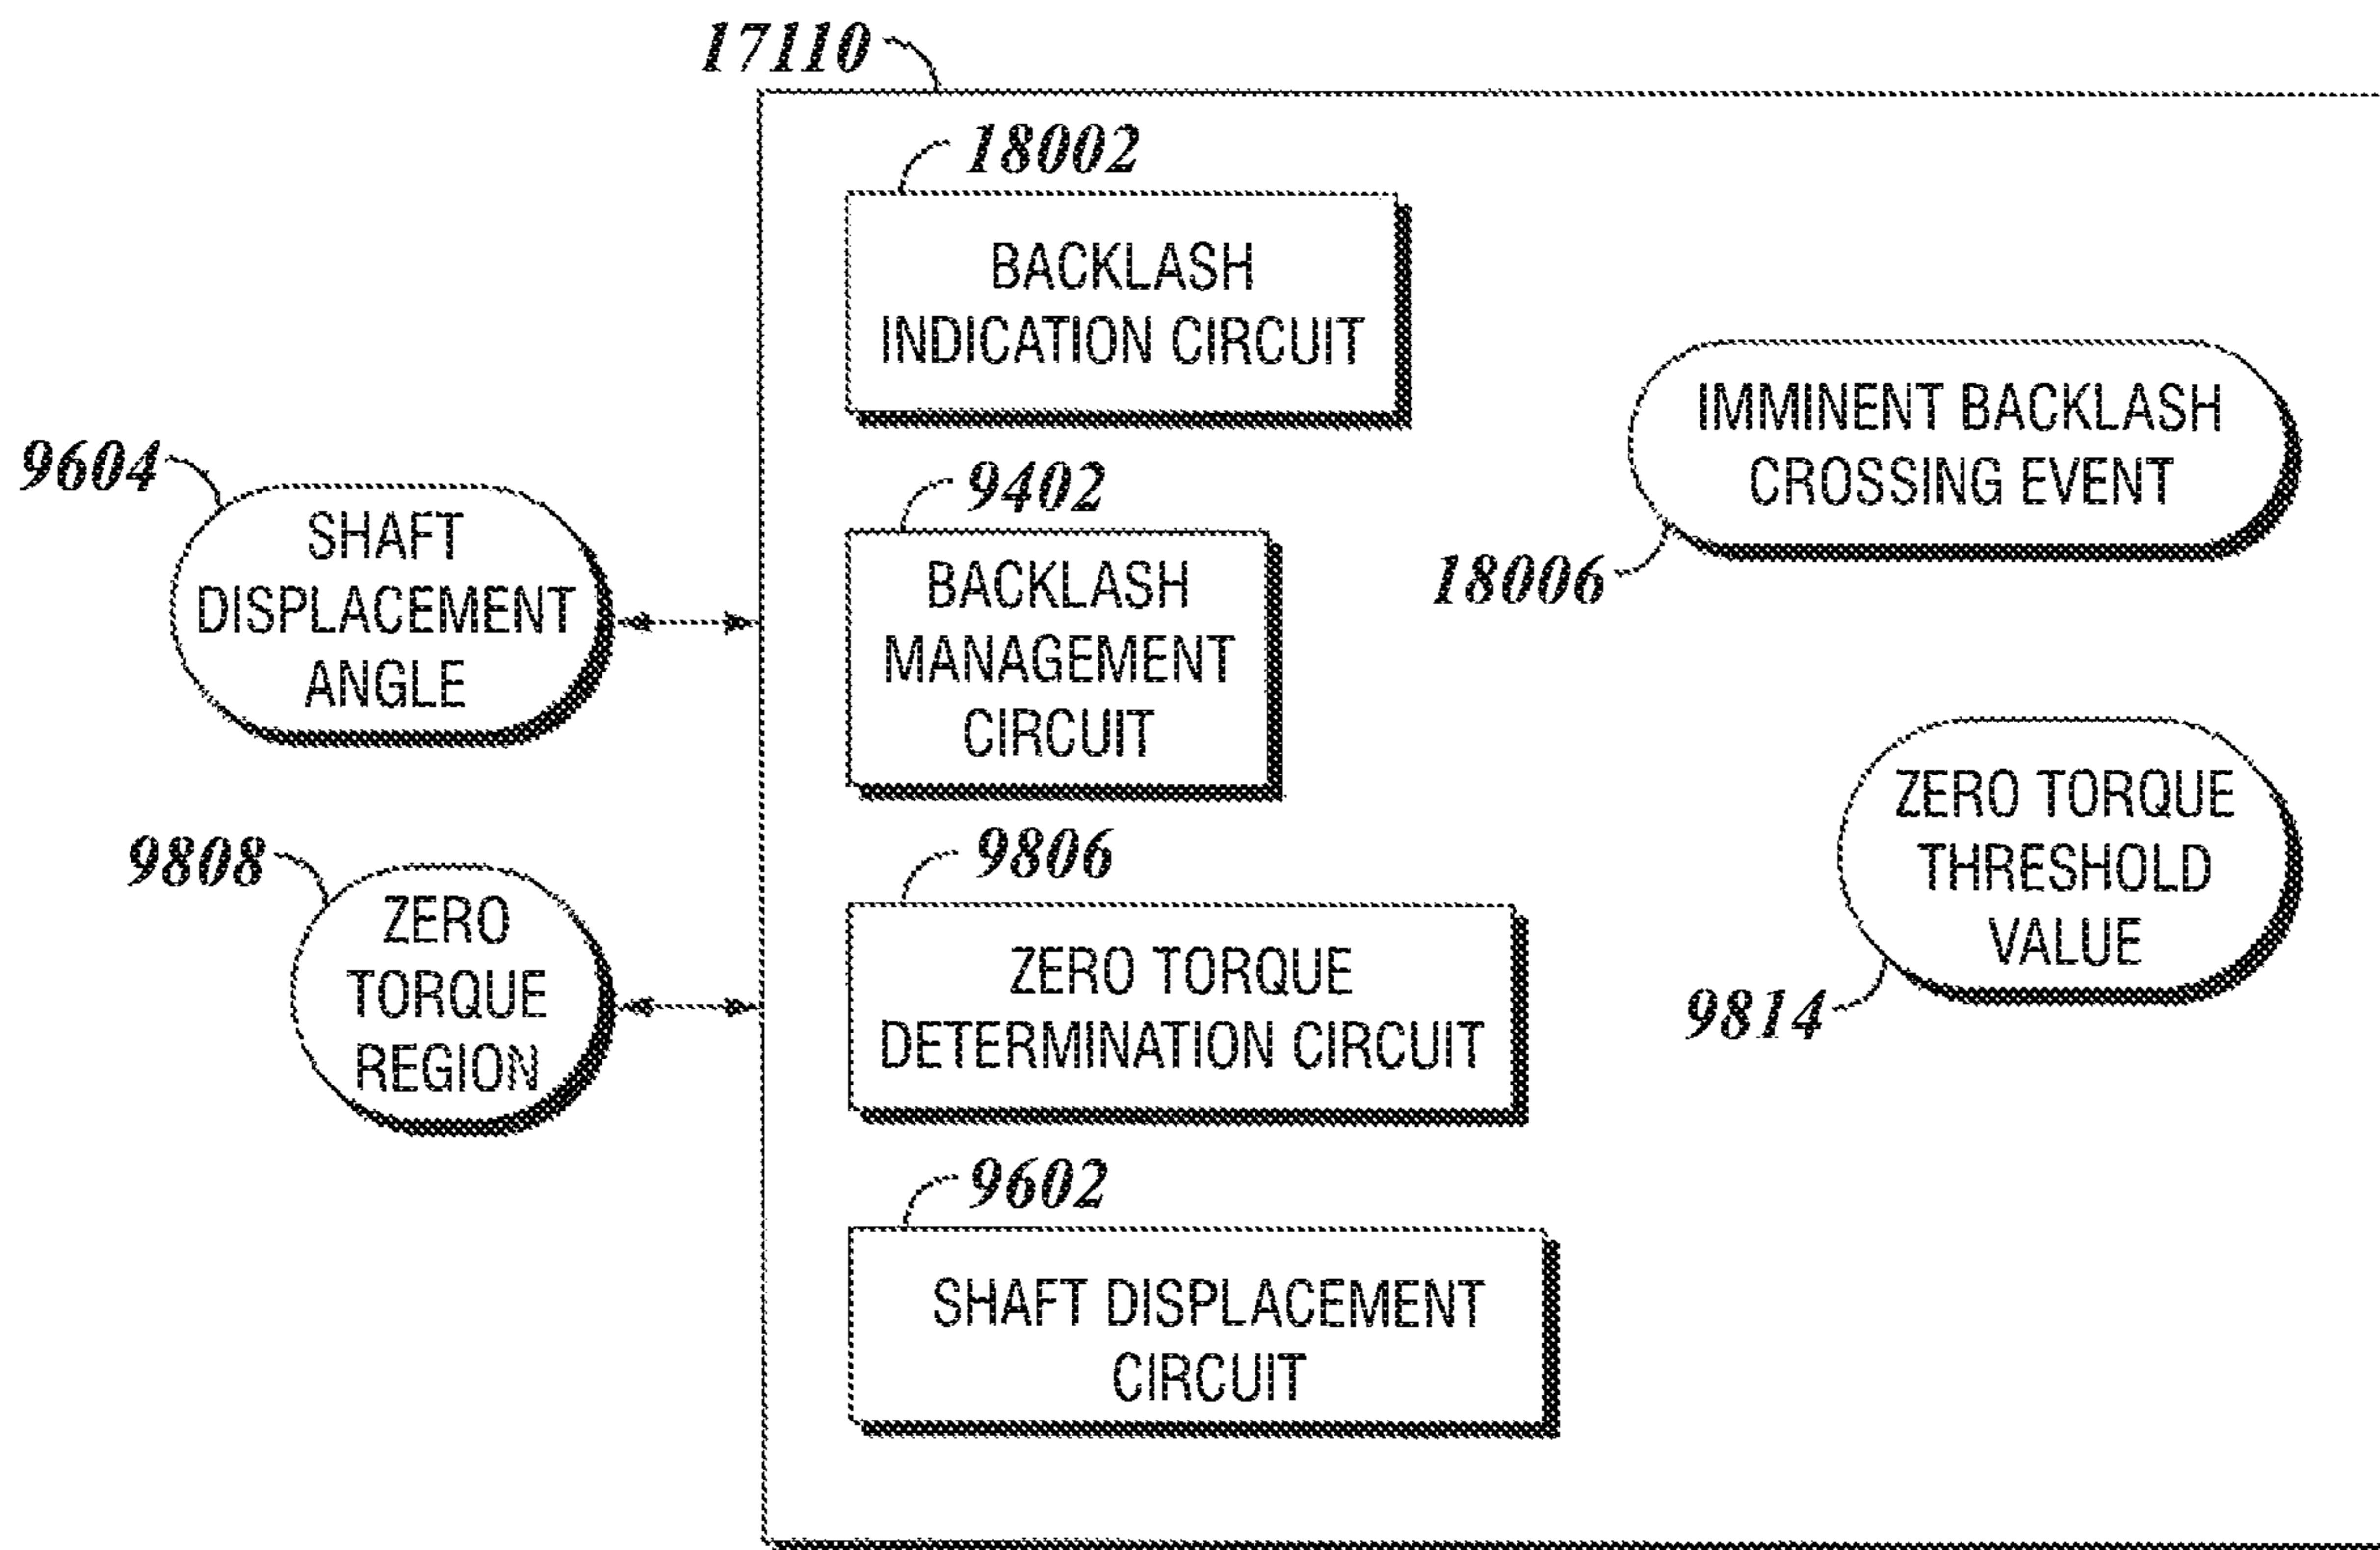 17110
18002
BACKLASH
INDICATION CIRCUIT
IMMINENT BACKLASH
CROSSING EVENT
18006
9604
SHAFT
DISPLACEMENT
ANGLE
9402
BACKLASH
MANAGEMENT
CIRCUIT
ZERO TORQUE
THRESHOLD
VALUE
9814
9808
ZERO
TORQUE
REGION
9806
ZERO TORQUE
DETERMINATION CIRCUIT
9602
SHAFT DISPLACEMENT
CIRCUIT